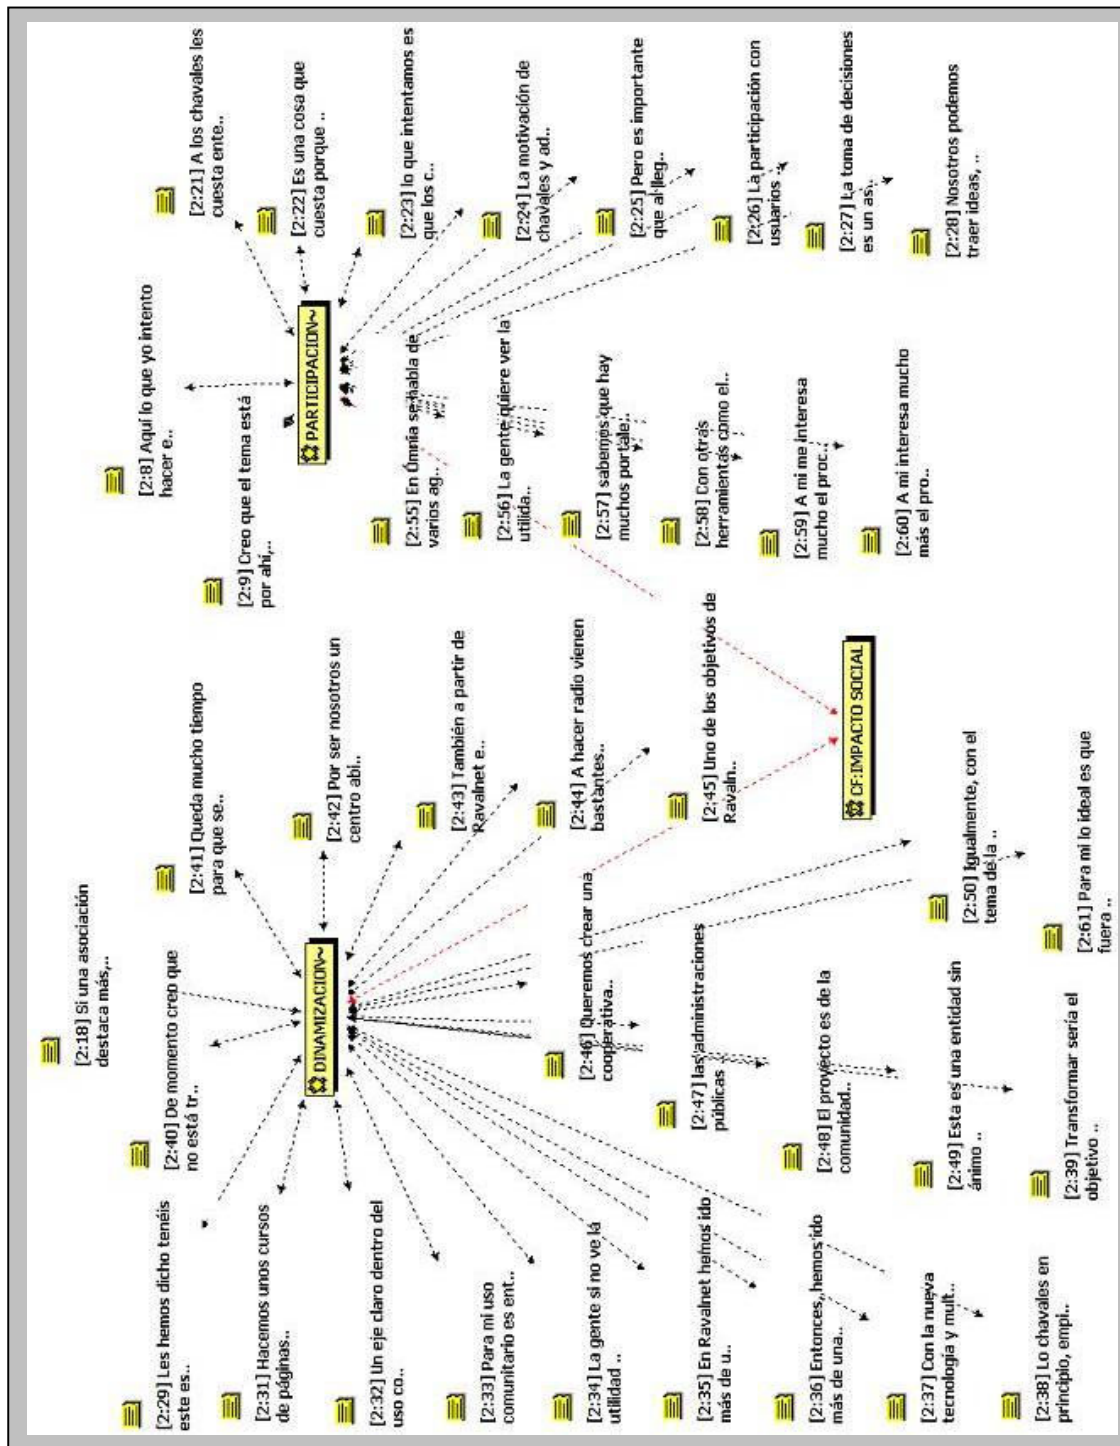 [2:18] Si una asociación
destaca más,..
[2:29] Les hemos dicho tenéis
este es..
[2:40] De momento creo que
no está tr..
[2:41] Queda mucho tiempo
para que se..
[2:8] Aquí lo que yo intento
hacer e..
[2:21] A los chavales les
cuesta ente..
[2:31] Hacemos unos cursos
de páginas..
DINAMIZACION~
[2:42] Por ser nosotros un
centro abi..
[2:9] Creo que el tema está
por ahí,..
PARTICIPACION~
[2:22] Es una cosa que
cuesta porque ..
[2:32] Un eje claro dentro del
uso co..
[2:43] También a partir de
Ravalnet e..
[2:55] En Ómnia se habla de
varios ag..
[2:23] lo que intentamos es
que los c..
[2:33] Para mi uso
comunitario es ent..
[2:44] A hacer radio vienen
bastantes..
[2:56] La gente quiere ver la
utilida..
[2:24] La motivación de
chavales y ad..
[2:34] La gente si no ve la
utilidad ..
[2:46] Queremos crear una
cooperativa..
[2:57] sabemos que hay
muchos portale..
[2:25] Pero es importante
que al lleg..
[2:35] En Ravalnet hemos ido
más de u..
[2:47] las administraciones
públicas
[2:45] Uno de los objetivos de
Ravaln..
[2:58] Con otras
herramientas como el..
[2:26] La participación con
usuarios ..
[2:36] Entonces, hemos ido
más de una..
[2:48] El proyecto es de la
comunidad..
CF:IMPACTO SOCIAL
[2:59] A mi me interesa
mucho el proc..
[2:27] La toma de decisiones
es un as..
[2:37] Con la nueva
tecnología y mult..
[2:49] Esta es una entidad sin
ánimo ..
[2:50] Igualmente, con el
tema de la ..
[2:60] A mi interesa mucho
más el pro..
[2:28] Nosotros podemos
traer ideas, ..
[2:38] Lo chavales en
principio, empi..
[2:39] Transformar sería el
objetivo ..
[2:61] Para mi lo ideal es que
fuera ..